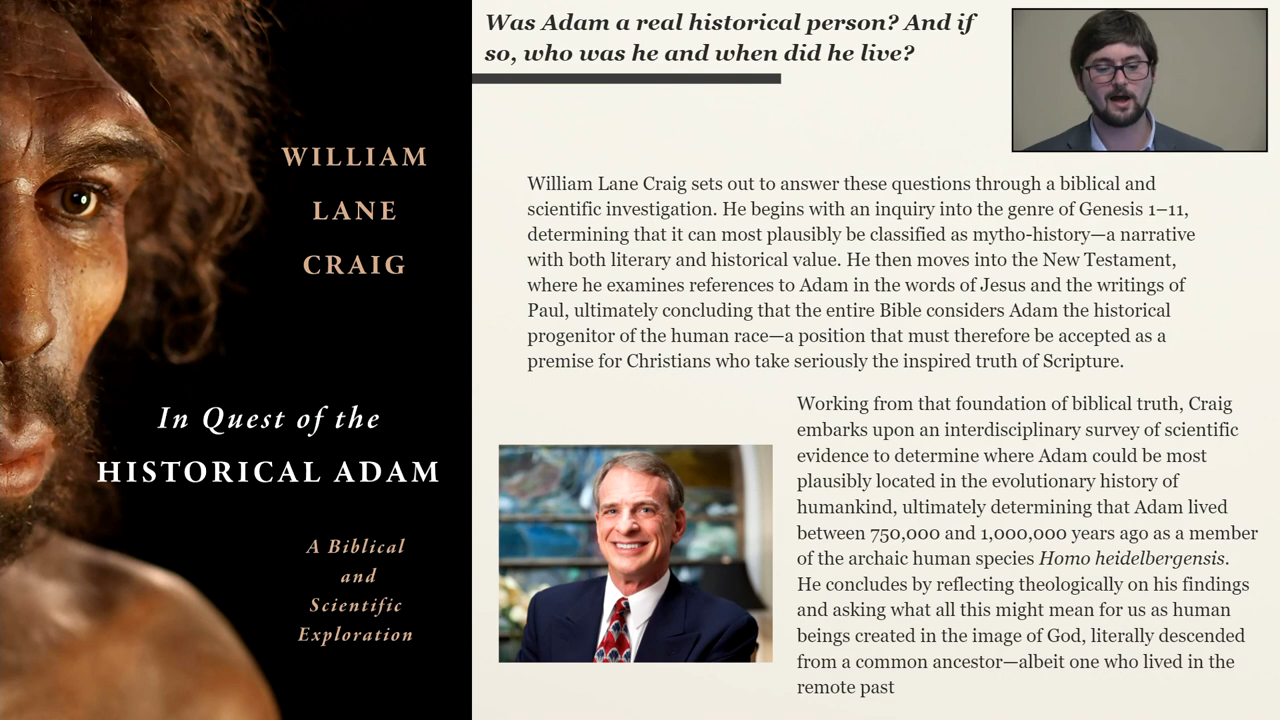 WILLIAM
LANE
CRAIG
In Quest of the
HISTORICAL ADAM
A Biblical
and
Scientific
Exploration
Was Adam a real historical person? And if
so, who was he and when did he live?
William Lane Craig sets out to answer these questions through a biblical and
scientific investigation. He begins with an inquiry into the genre of Genesis 1–11,
determining that it can most plausibly be classified as mytho-history—a narrative
with both literary and historical value. He then moves into the New Testament,
where he examines references to Adam in the words of Jesus and the writings of
Paul, ultimately concluding that the entire Bible considers Adam the historical
progenitor of the human race—a position that must therefore be accepted as a
premise for Christians who take seriously the inspired truth of Scripture.
Working from that foundation of biblical truth, Craig
embarks upon an interdisciplinary survey of scientific
evidence to determine where Adam could be most
plausibly located in the evolutionary history of
humankind, ultimately determining that Adam lived
between 750,000 and 1,000,000 years ago as a member
of the archaic human species Homo heidelbergensis.
He concludes by reflecting theologically on his findings
and asking what all this might mean for us as human
beings created in the image of God, literally descended
from a common ancestor—albeit one who lived in the
remote past